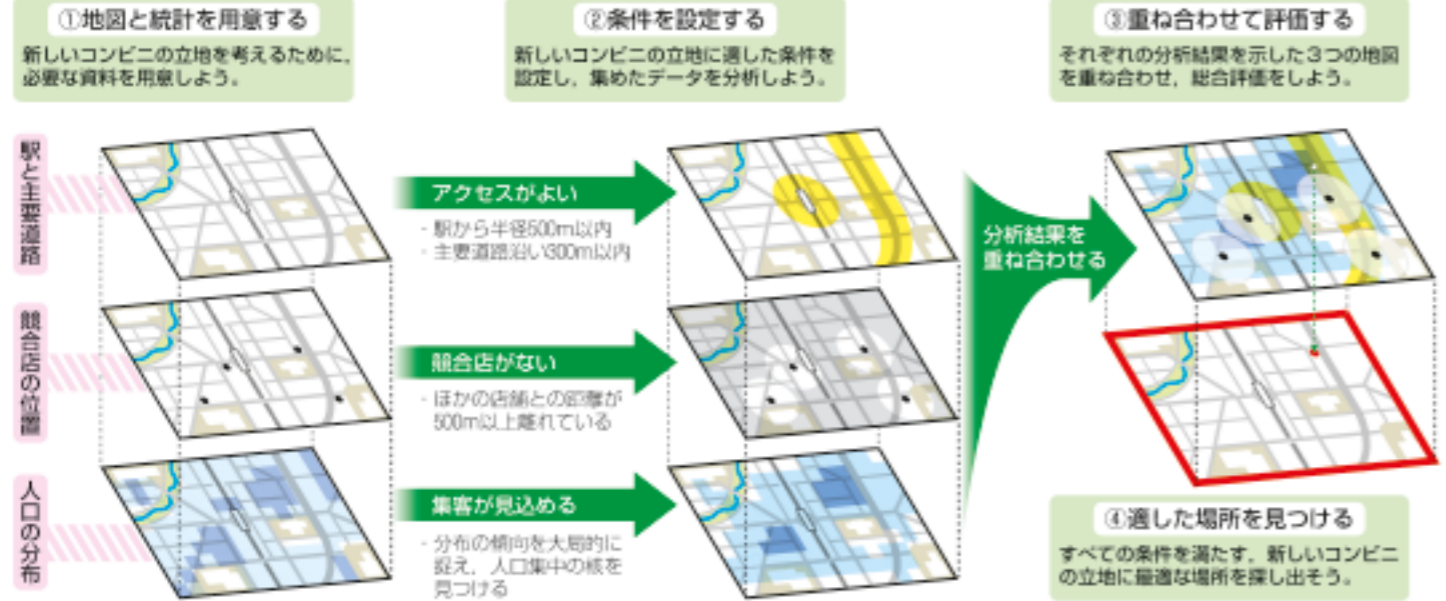 ①地図と統計を用意する
新しいコンビニの立地を考えるために，
必要な資料を用意しよう。
②条件を設定する
新しいコンビニの立地に適した条件を
設定し，集めたデータを分析しよう。
③重ね合わせて評価する
それぞれの分析結果を示した３つの地図
を重ね合わせ，総合評価をしよう。
駅と主要道路
アクセスがよい
- 駅から半径500m以内
- 主要道路沿い300m以内
分析結果を
重ね合わせる
競合店の位置
競合店がない
- ほかの店舗との距離が
500m以上離れている
人口の分布
集客が見込める
- 分布の傾向を大局的に
捉え，人口集中の核を
見つける
④適した場所を見つける
すべての条件を満たす，新しいコンビニ
の立地に最適な場所を探し出そう。